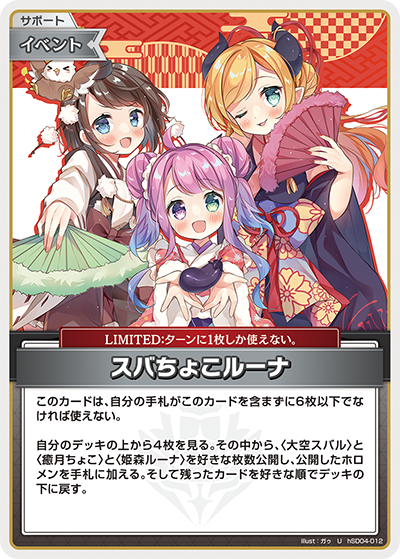 サポート
イベント
LIMITED:ターンに1枚しか使えない。
スバちょこルーナ
このカードは、自分の手札がこのカードを含まずに6枚以下でな
ければ使えない。
自分のデッキの上から4枚を見る。その中から、〈大空スバル〉と
〈癒月ちょこ〉と〈姫森ルーナ〉を好きな枚数公開し、公開したホロ
メンを手札に加える。そして残ったカードを好きな順でデッキの
下に戻す。
illust：ガゥ U hSD04-012